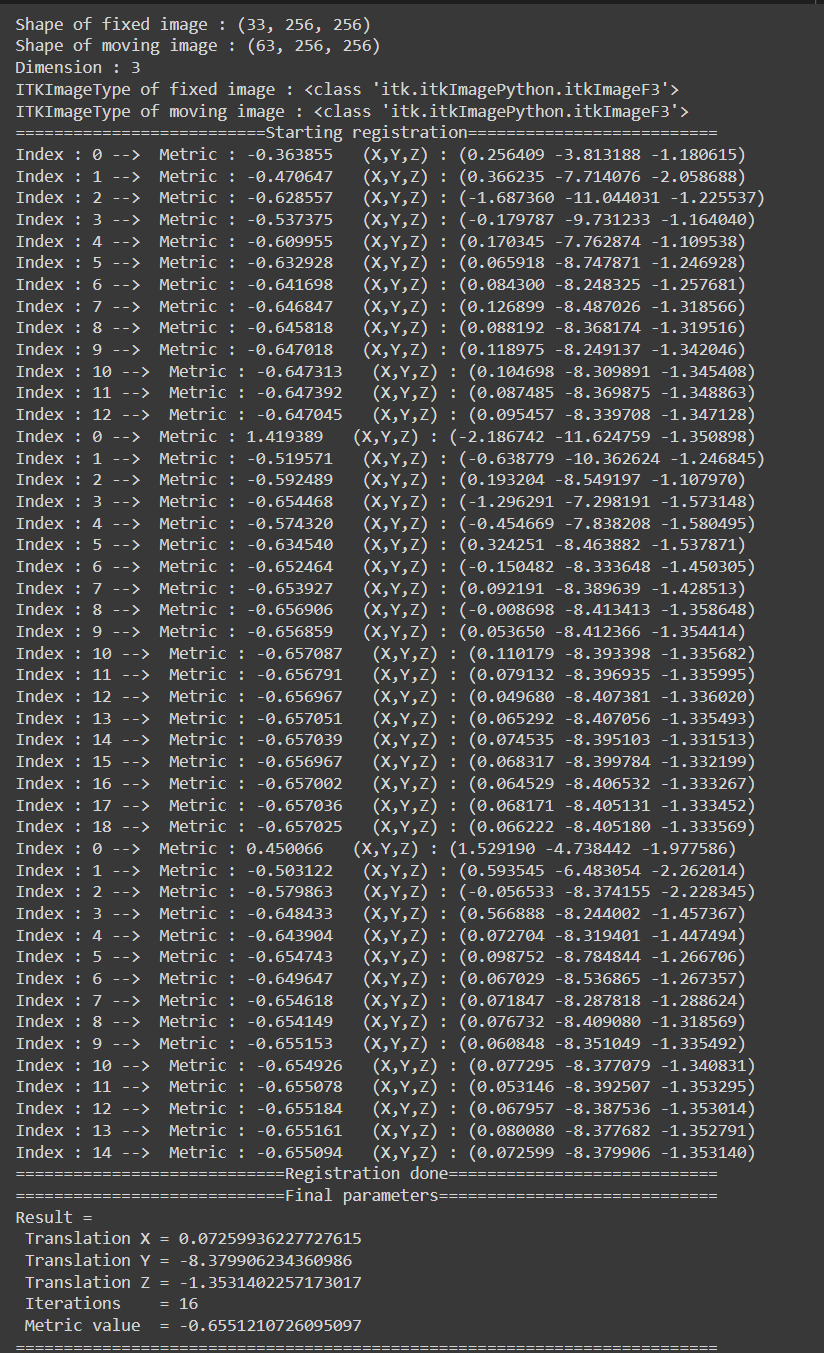 Shape of fixed image : (33, 256, 256)
Shape of moving image : (63, 256, 256)
Dimension : 3
ITKImageType of fixed image : <class 'itk.itkImagePython.itkImageF3'>
ITKImageType of moving image : <class 'itk.itkImagePython.itkImageF3'>
==========================Starting registration==========================
Index : 0 --> Metric : -0.363855 (X,Y,Z) : (0.256409 -3.813188 -1.180615)
Index : 1 --> Metric : -0.470647 (X,Y,Z) : (0.366235 -7.714076 -2.058688)
Index : 2 --> Metric : -0.628557 (X,Y,Z) : (-1.687360 -11.044031 -1.225537)
Index : 3 --> Metric : -0.537375 (X,Y,Z) : (-0.179787 -9.731233 -1.164040)
Index : 4 --> Metric : -0.609955 (X,Y,Z) : (0.170345 -7.762874 -1.109538)
Index : 5 --> Metric : -0.632928 (X,Y,Z) : (0.065918 -8.747871 -1.246928)
Index : 6 --> Metric : -0.641698 (X,Y,Z) : (0.084300 -8.248325 -1.257681)
Index : 7 --> Metric : -0.646847 (X,Y,Z) : (0.126899 -8.487026 -1.318566)
Index : 8 --> Metric : -0.645818 (X,Y,Z) : (0.088192 -8.368174 -1.319516)
Index : 9 --> Metric : -0.647018 (X,Y,Z) : (0.118975 -8.249137 -1.342046)
Index : 10 --> Metric : -0.647313 (X,Y,Z) : (0.104698 -8.309891 -1.345408)
Index : 11 --> Metric : -0.647392 (X,Y,Z) : (0.087485 -8.369875 -1.348863)
Index : 12 --> Metric : -0.647045 (X,Y,Z) : (0.095457 -8.339708 -1.347128)
Index : 0 --> Metric : 1.419389 (X,Y,Z) : (-2.186742 -11.624759 -1.350898)
Index : 1 --> Metric : -0.519571 (X,Y,Z) : (-0.638779 -10.362624 -1.246845)
Index : 2 --> Metric : -0.592489 (X,Y,Z) : (0.193204 -8.549197 -1.107970)
Index : 3 --> Metric : -0.654468 (X,Y,Z) : (-1.296291 -7.298191 -1.573148)
Index : 4 --> Metric : -0.574320 (X,Y,Z) : (-0.454669 -7.838208 -1.580495)
Index : 5 --> Metric : -0.634540 (X,Y,Z) : (0.324251 -8.463882 -1.537871)
Index : 6 --> Metric : -0.652464 (X,Y,Z) : (-0.150482 -8.333648 -1.450305)
Index : 7 --> Metric : -0.653927 (X,Y,Z) : (0.092191 -8.389639 -1.428513)
Index : 8 --> Metric : -0.656906 (X,Y,Z) : (-0.008698 -8.413413 -1.358648)
Index : 9 --> Metric : -0.656859 (X,Y,Z) : (0.053650 -8.412366 -1.354414)
Index : 10 --> Metric : -0.657087 (X,Y,Z) : (0.110179 -8.393398 -1.335682)
Index : 11 --> Metric : -0.656791 (X,Y,Z) : (0.079132 -8.396935 -1.335995)
Index : 12 --> Metric : -0.656967 (X,Y,Z) : (0.049680 -8.407381 -1.336020)
Index : 13 --> Metric : -0.657051 (X,Y,Z) : (0.065292 -8.407056 -1.335493)
Index : 14 --> Metric : -0.657039 (X,Y,Z) : (0.074535 -8.395103 -1.331513)
Index : 15 --> Metric : -0.656967 (X,Y,Z) : (0.068317 -8.399784 -1.332199)
Index : 16 --> Metric : -0.657002 (X,Y,Z) : (0.064529 -8.406532 -1.333267)
Index : 17 --> Metric : -0.657036 (X,Y,Z) : (0.068171 -8.405131 -1.333452)
Index : 18 --> Metric : -0.657025 (X,Y,Z) : (0.066222 -8.405180 -1.333569)
Index : 0 --> Metric : 0.450066 (X,Y,Z) : (1.529190 -4.738442 -1.977586)
Index : 1 --> Metric : -0.503122 (X,Y,Z) : (0.593545 -6.483054 -2.262014)
Index : 2 --> Metric : -0.579863 (X,Y,Z) : (-0.056533 -8.374155 -2.228345)
Index : 3 --> Metric : -0.648433 (X,Y,Z) : (0.566888 -8.244002 -1.457367)
Index : 4 --> Metric : -0.643904 (X,Y,Z) : (0.072704 -8.319401 -1.447494)
Index : 5 --> Metric : -0.654743 (X,Y,Z) : (0.098752 -8.784844 -1.266706)
Index : 6 --> Metric : -0.649647 (X,Y,Z) : (0.067029 -8.536865 -1.267357)
Index : 7 --> Metric : -0.654618 (X,Y,Z) : (0.071847 -8.287818 -1.288624)
Index : 8 --> Metric : -0.654149 (X,Y,Z) : (0.076732 -8.409080 -1.318569)
Index : 9 --> Metric : -0.655153 (X,Y,Z) : (0.060848 -8.351049 -1.335492)
Index : 10 --> Metric : -0.654926 (X,Y,Z) : (0.077295 -8.377079 -1.340831)
Index : 11 --> Metric : -0.655078 (X,Y,Z) : (0.053146 -8.392507 -1.353295)
Index : 12 --> Metric : -0.655184 (X,Y,Z) : (0.067957 -8.387536 -1.353014)
Index : 13 --> Metric : -0.655161 (X,Y,Z) : (0.080080 -8.377682 -1.352791)
Index : 14 --> Metric : -0.655094 (X,Y,Z) : (0.072599 -8.379906 -1.353140)
============================Registration done============================
============================Final parameters=============================
Result =
Translation X = 0.07259936227727615
Translation Y = -8.379906234360986
Translation Z = -1.3531402257173017
Iterations = 16
Metric value = -0.6551210726095097
=========================================================================